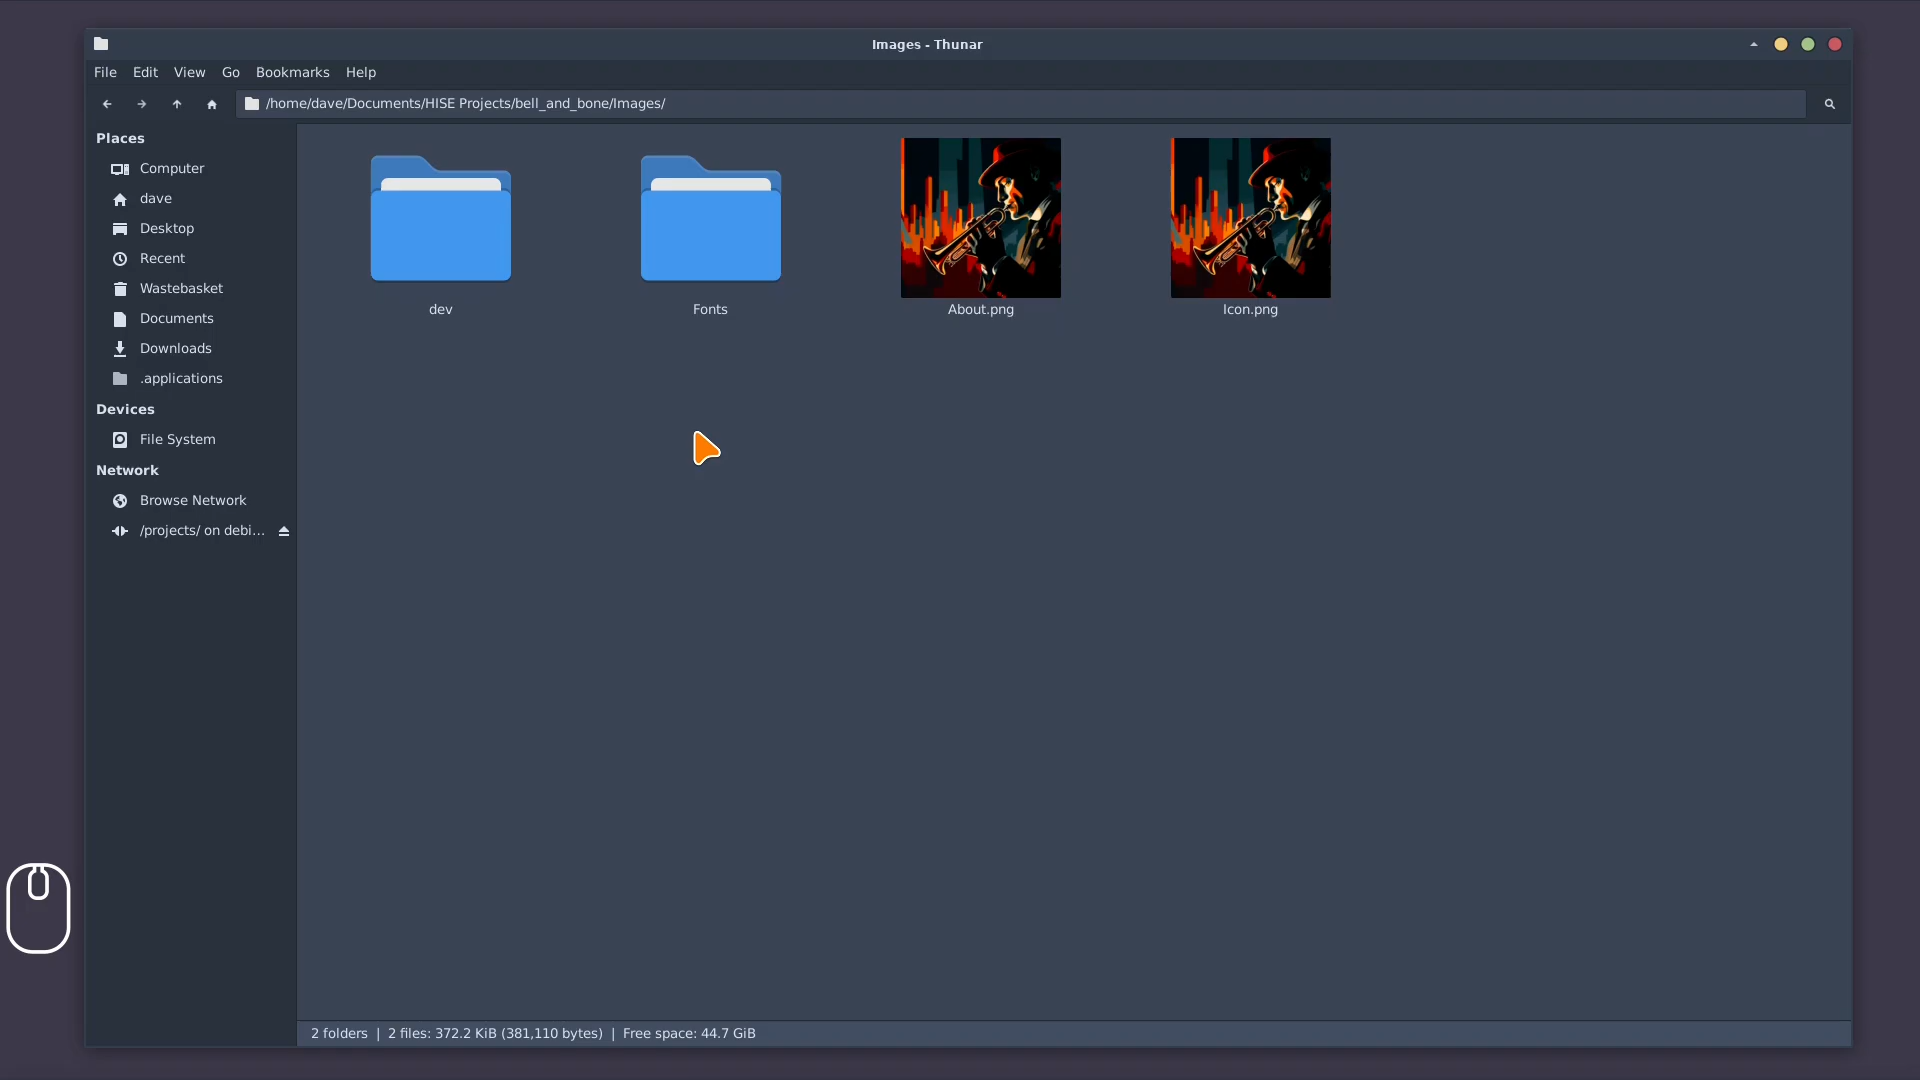 Images - Thunar
File Edit View Go Bookmarks Help
/home/dave/Documents/HISE Projects/bell_and_bone/Images/
Places
Computer
dave
Desktop
Recent
Wastebasket
Documents
Downloads
.applications
Devices
File System
Network
Browse Network
/projects/ on debi...
dev
Fonts
About.png
Icon.png
2 folders | 2 files: 372.2 KiB (381,110 bytes) | Free space: 44.7 GiB